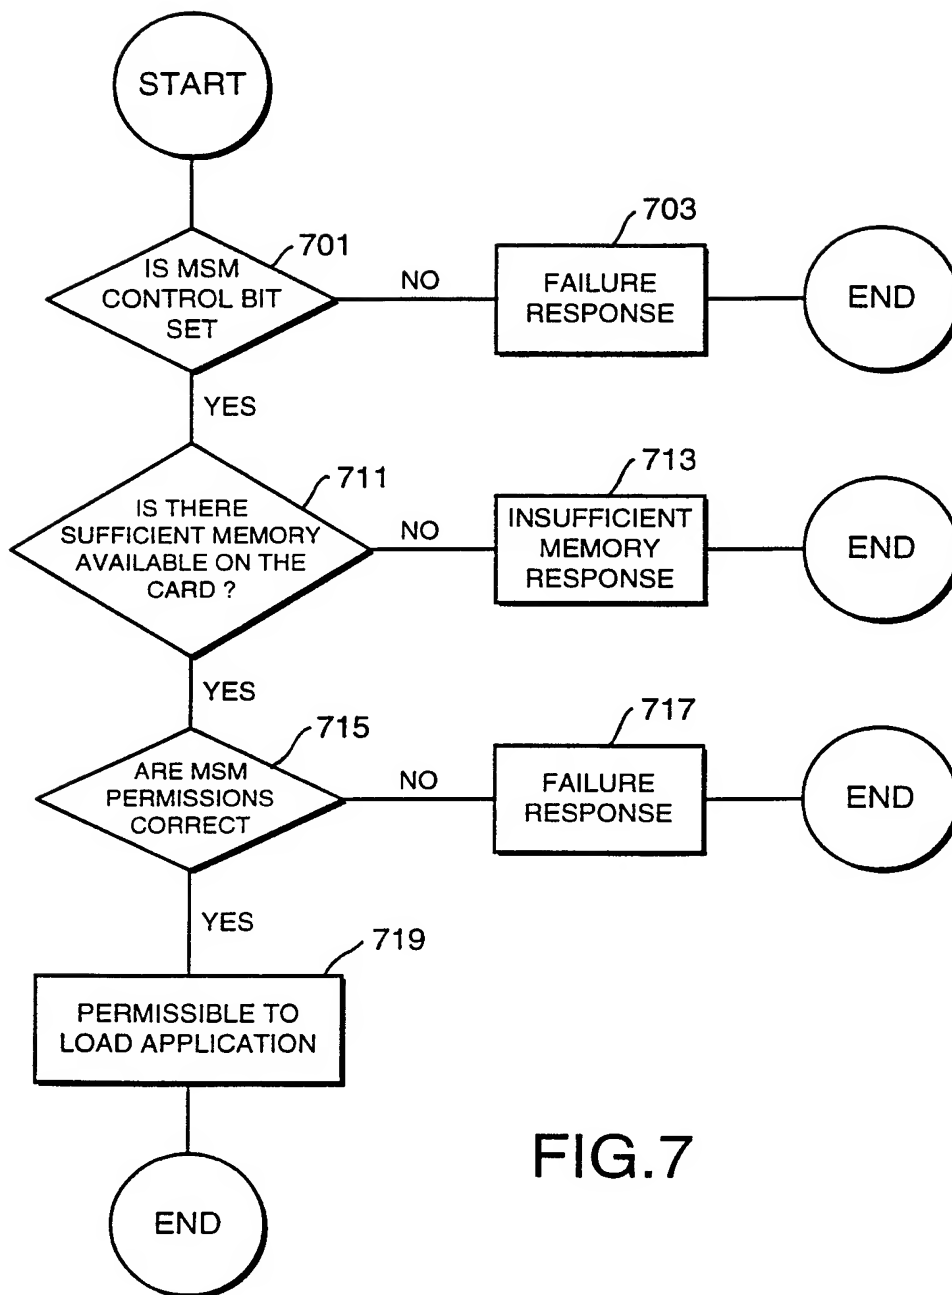 START
701
IS MSM
CONTROL BIT
SET
NO
703
FAILURE
RESPONSE
END
YES
711
IS THERE
SUFFICIENT MEMORY
AVAILABLE ON THE
CARD ?
NO
713
INSUFFICIENT
MEMORY
RESPONSE
END
YES
715
ARE MSM
PERMISSIONS
CORRECT
NO
717
FAILURE
RESPONSE
END
YES
719
PERMISSIBLE TO
LOAD APPLICATION
END
FIG.7